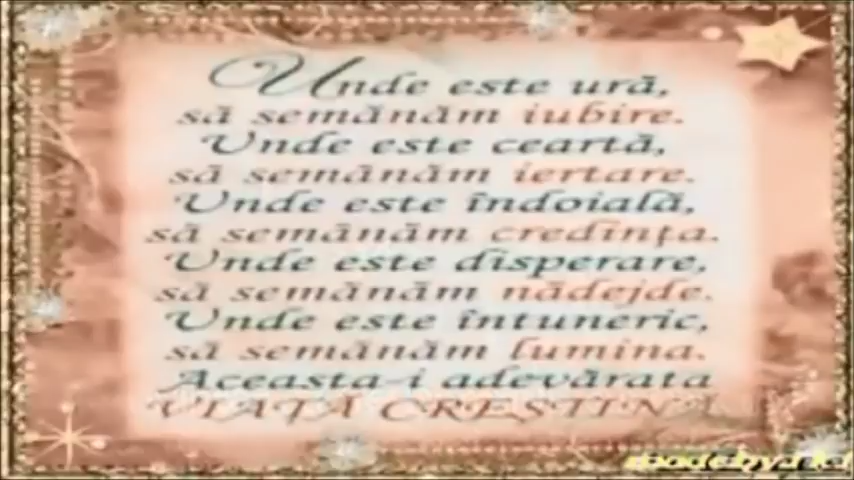 Unde este ură,
să semănăm iubire.
Unde este ceartă,
să semănăm iertare.
Unde este îndoială,
să semănăm credința.
Unde este disperare,
să semănăm nădejde.
Unde este întuneric,
să semănăm lumina.
Aceasta-i adevărata
VIAȚĂ CREȘTINĂ